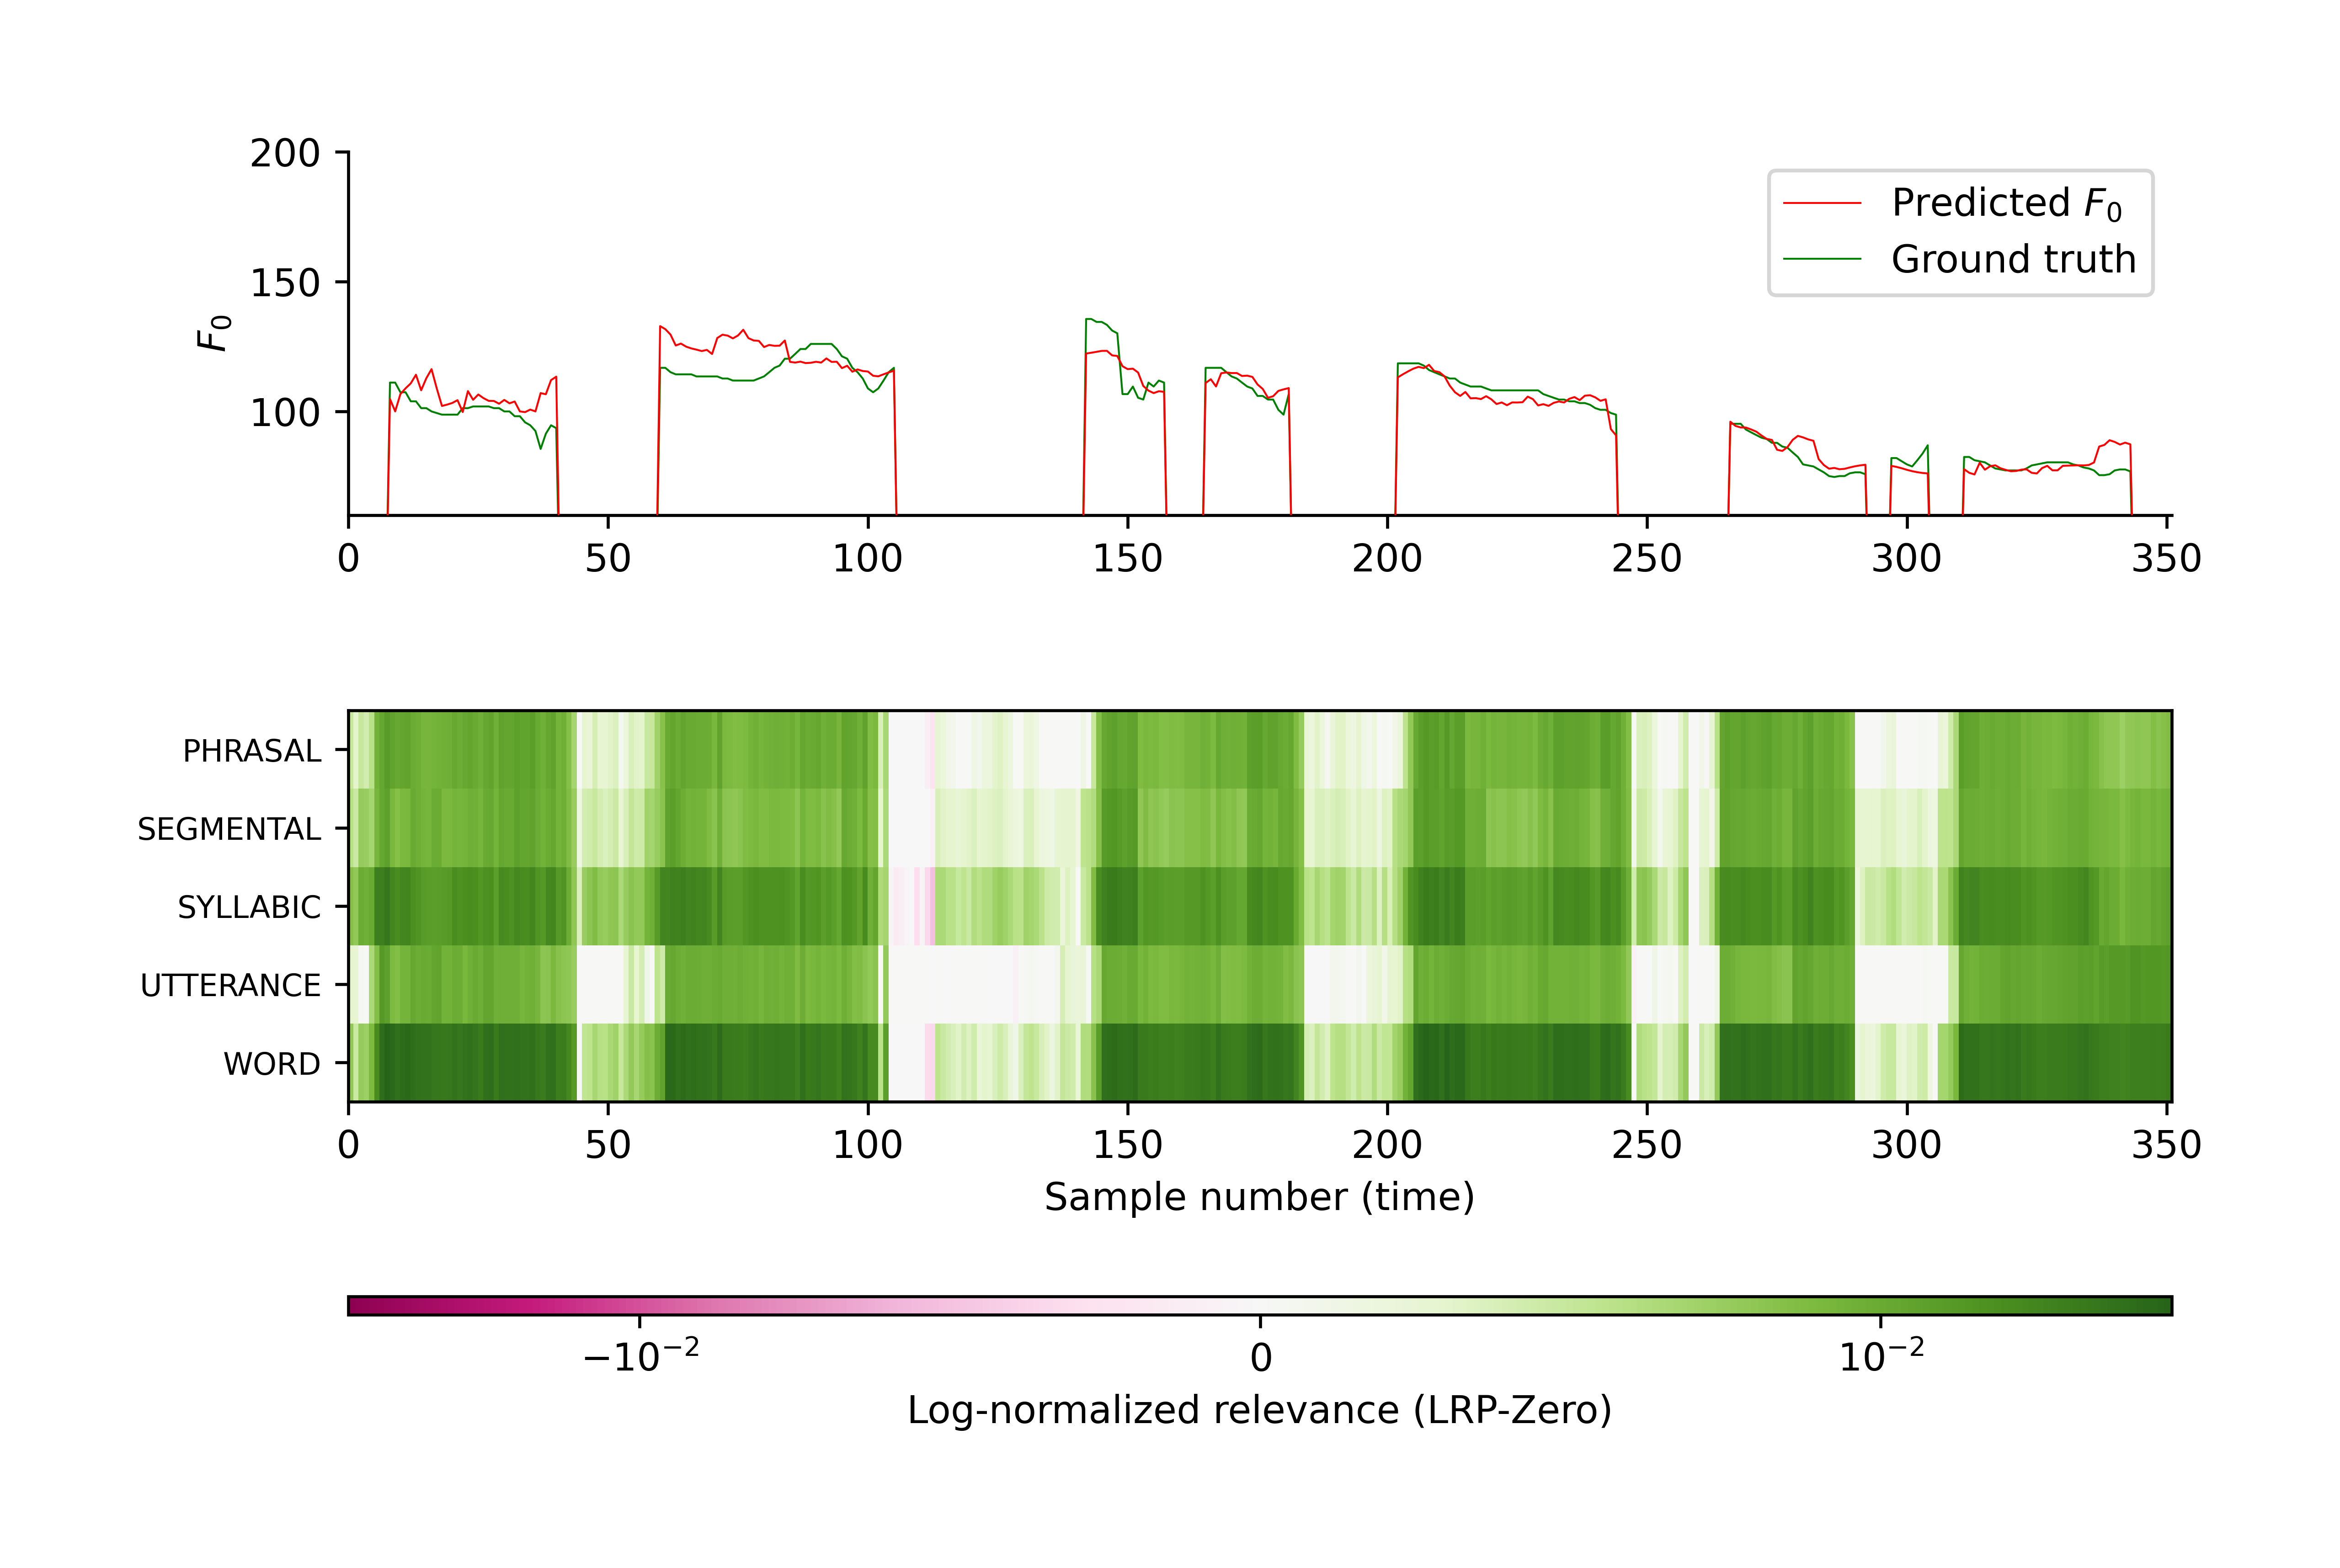 200
150
100
F₀
Predicted F₀
Ground truth
0 50 100 150 200 250 300 350
PHRASAL
SEGMENTAL
SYLLABIC
UTTERANCE
WORD
0 50 100 150 200 250 300 350
Sample number (time)
−10⁻² 0 10⁻²
Log-normalized relevance (LRP-Zero)